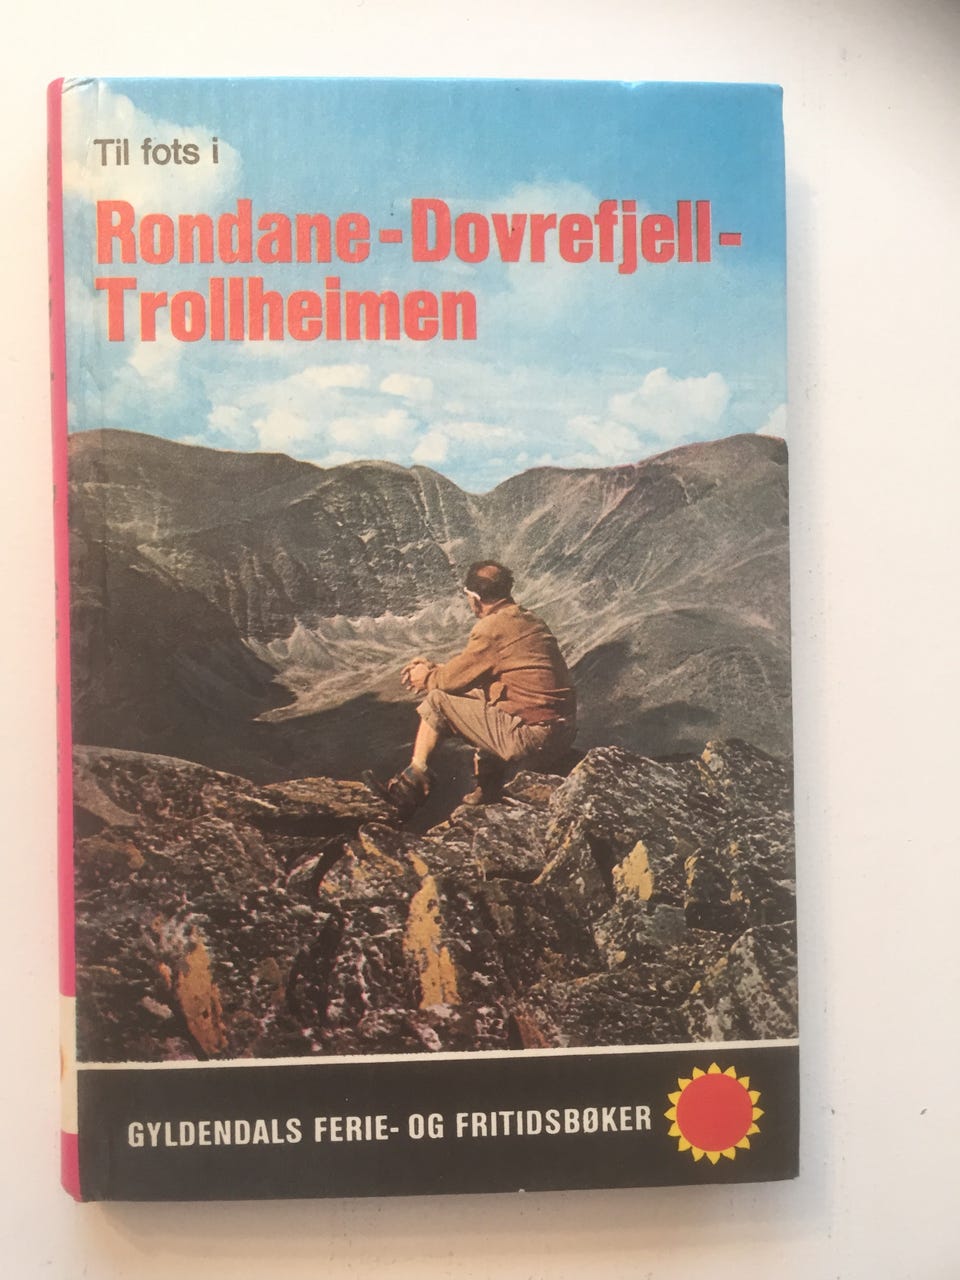 Til fots i
Rondane-Dovrefjell-
Trollheimen
GYLDENDALS FERIE- OG FRITIDSBØKER